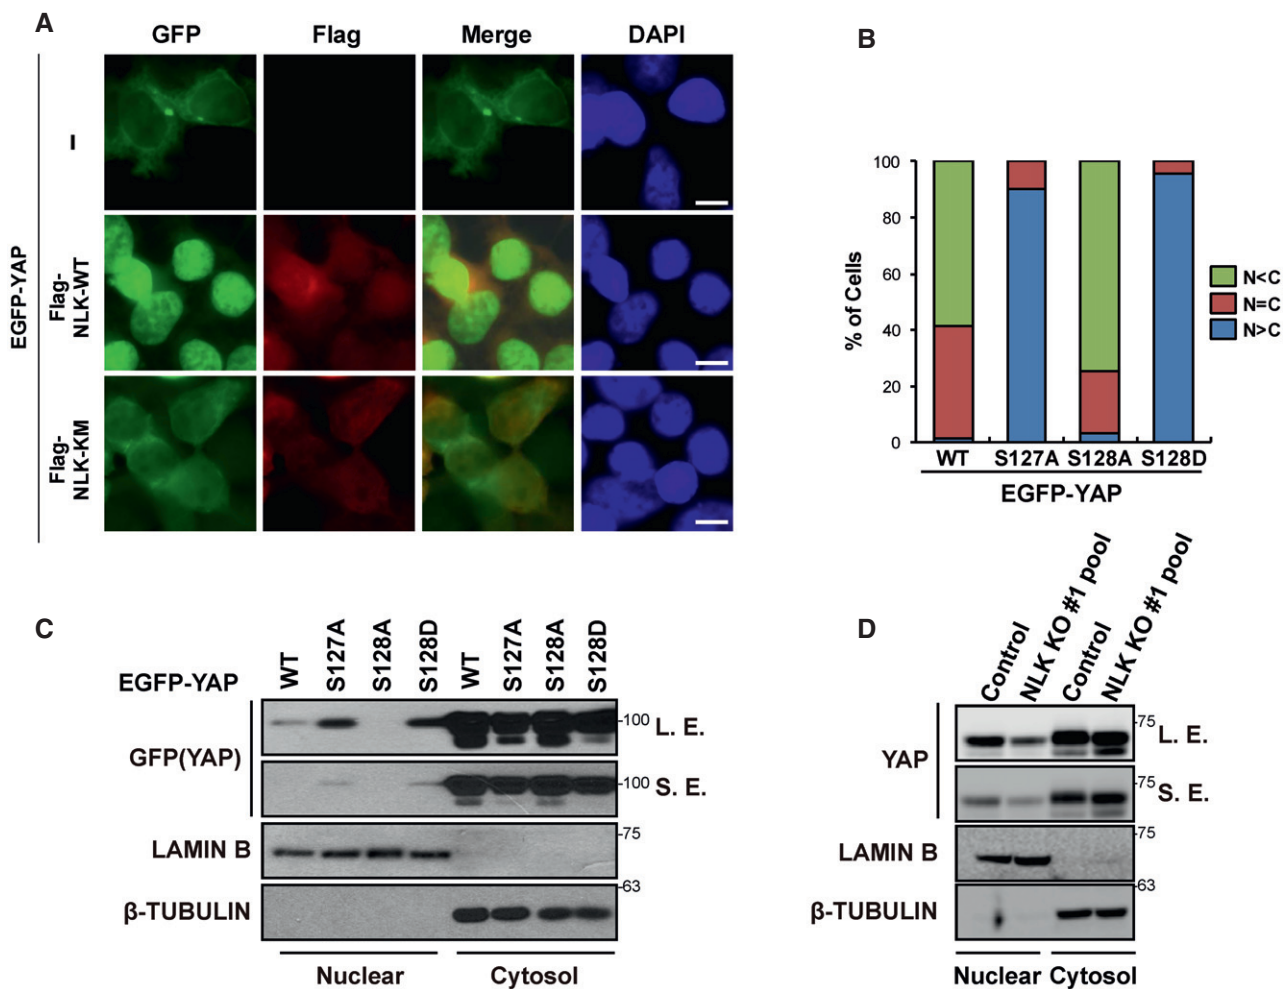 A
GFP Flag Merge DAPI
EGFP-YAP
-
Flag-
NLK-WT
Flag-
NLK-KM
B
% of Cells
100
80
60
40
20
0
WT S127A S128A S128D
EGFP-YAP
N<C
N=C
N>C
C
EGFP-YAP WT S127A S128A S128D WT S127A S128A S128D
GFP(YAP)
-100 L. E.
-100 S. E.
LAMIN B -75
β-TUBULIN -63
Nuclear Cytosol
D
Control NLK KO #1 pool Control NLK KO #1 pool
YAP
-75 L. E.
-75 S. E.
LAMIN B -75
β-TUBULIN -63
Nuclear Cytosol